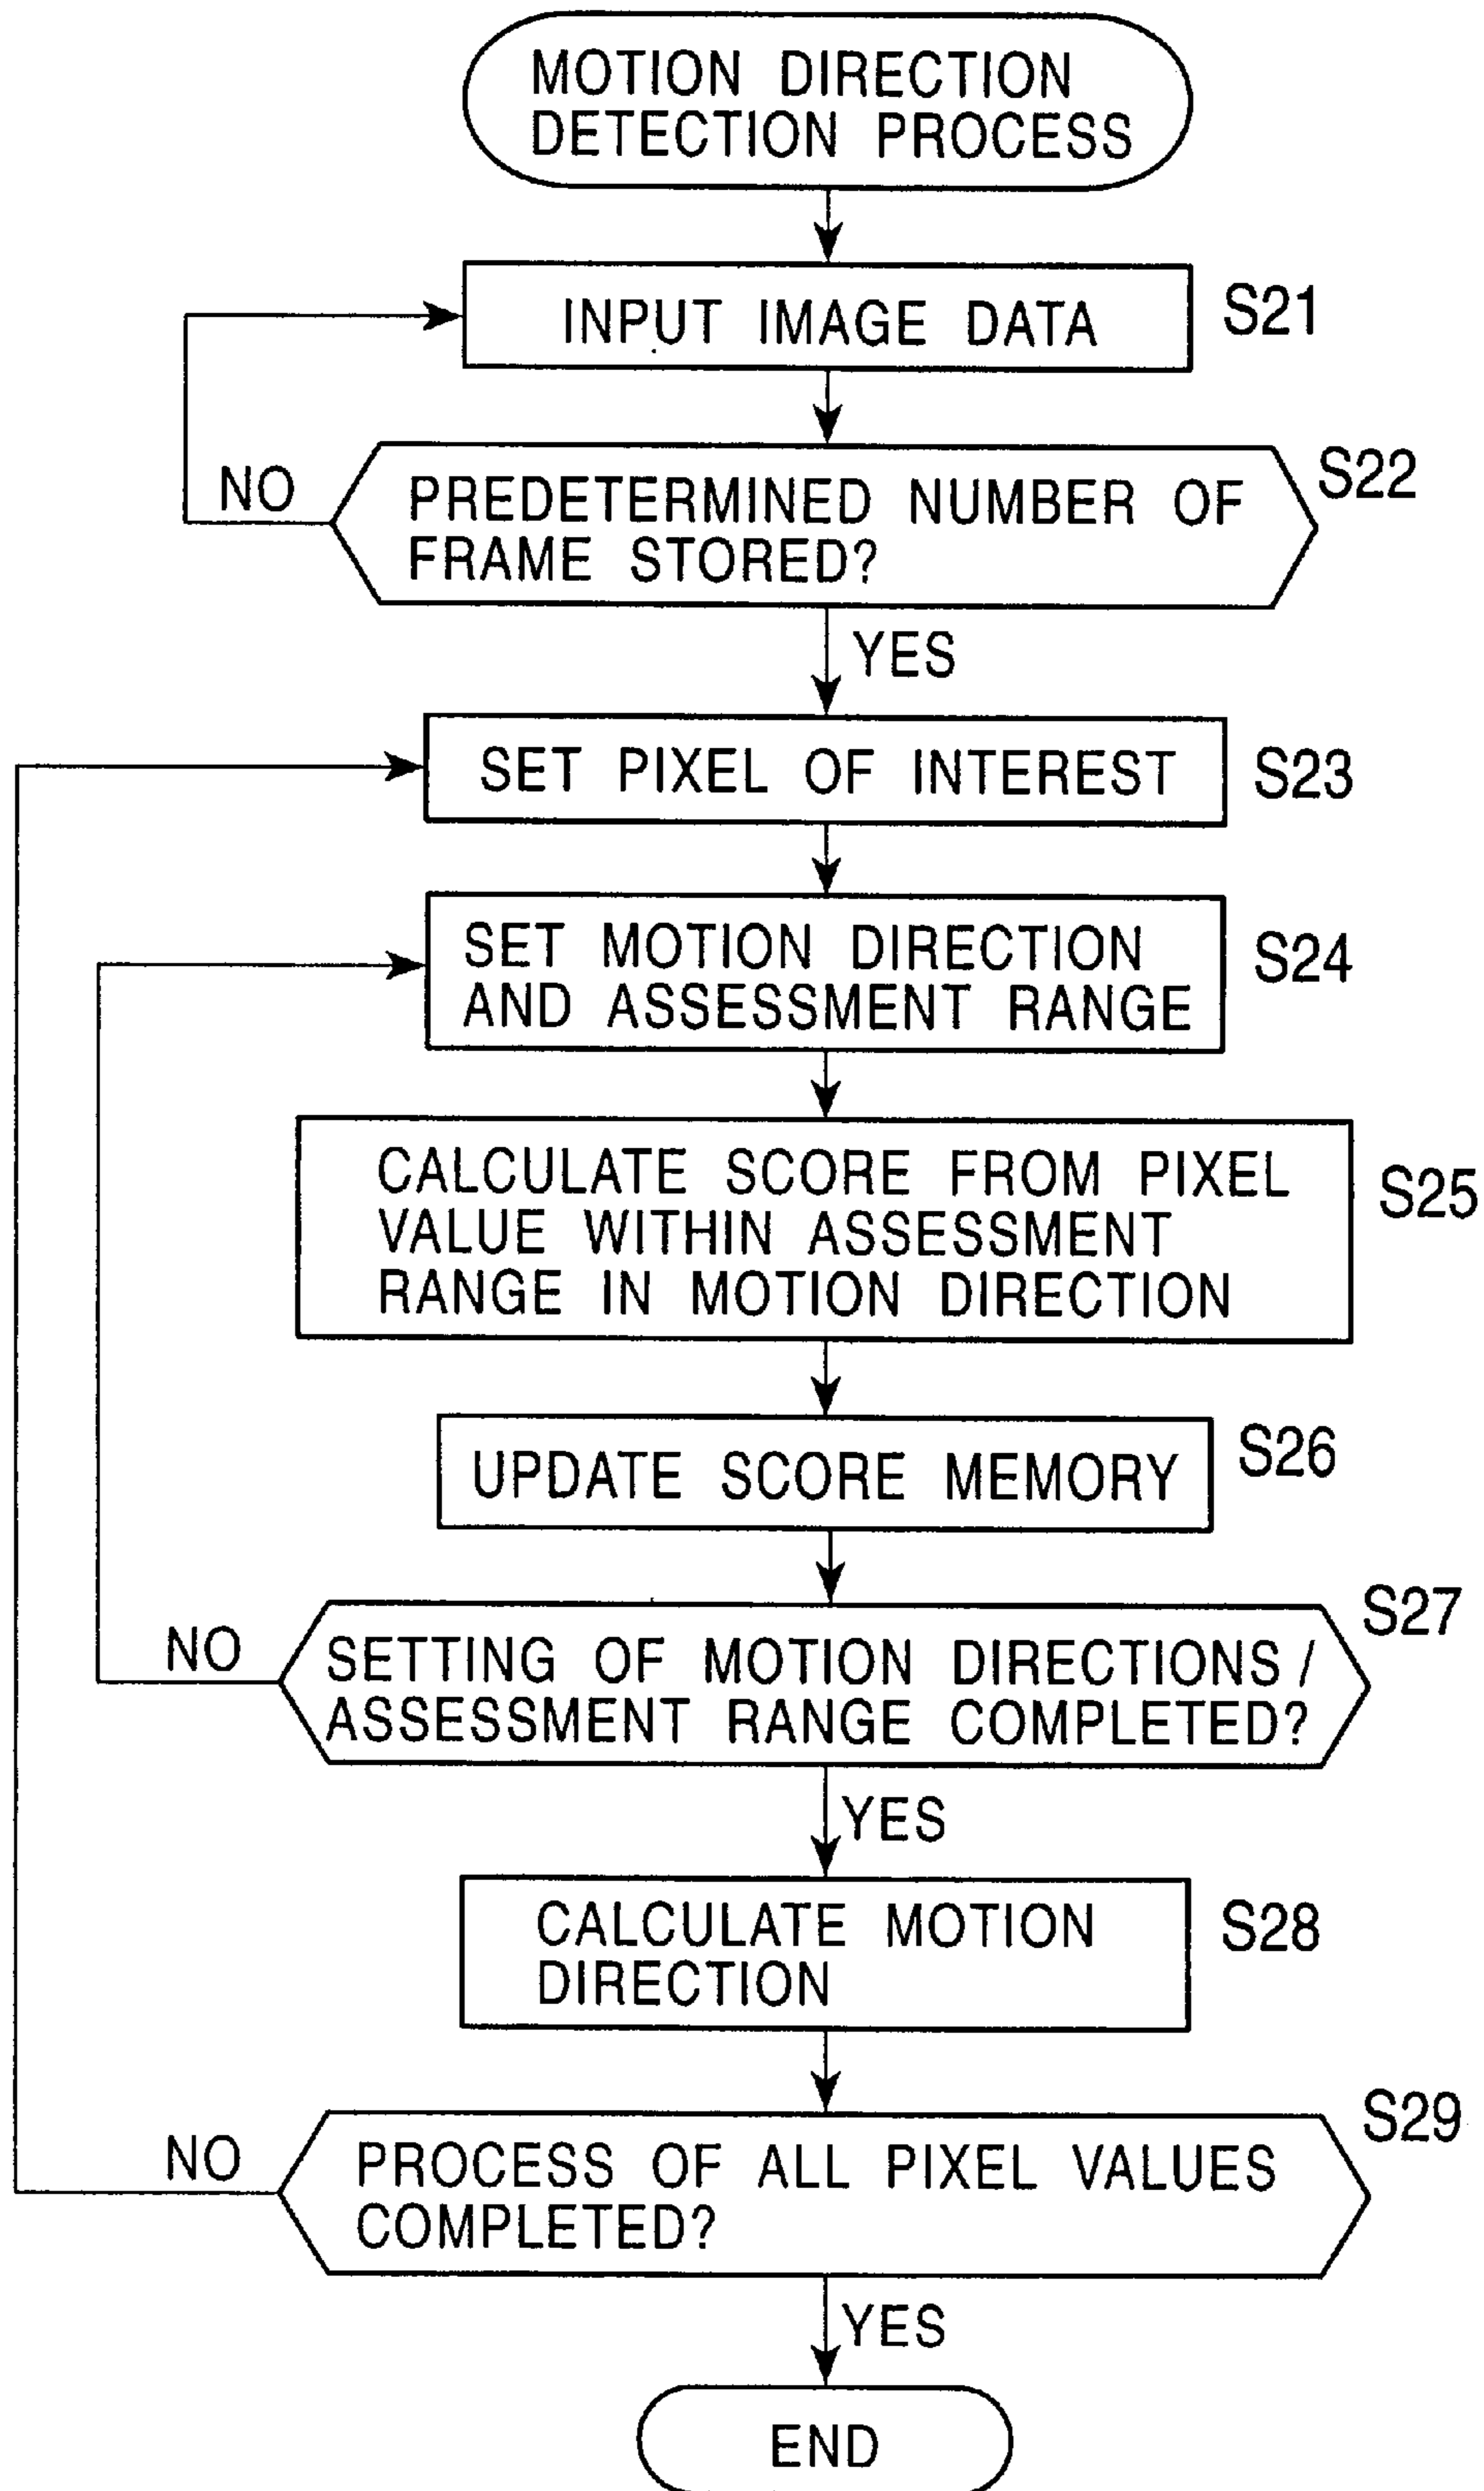 MOTION DIRECTION
DETECTION PROCESS
INPUT IMAGE DATA
S21
NO
PREDETERMINED NUMBER OF
FRAME STORED?
S22
YES
SET PIXEL OF INTEREST
S23
SET MOTION DIRECTION
AND ASSESSMENT RANGE
S24
CALCULATE SCORE FROM PIXEL
VALUE WITHIN ASSESSMENT
RANGE IN MOTION DIRECTION
S25
UPDATE SCORE MEMORY
S26
NO
SETTING OF MOTION DIRECTIONS /
ASSESSMENT RANGE COMPLETED?
S27
YES
CALCULATE MOTION
DIRECTION
S28
NO
PROCESS OF ALL PIXEL VALUES
COMPLETED?
S29
YES
END